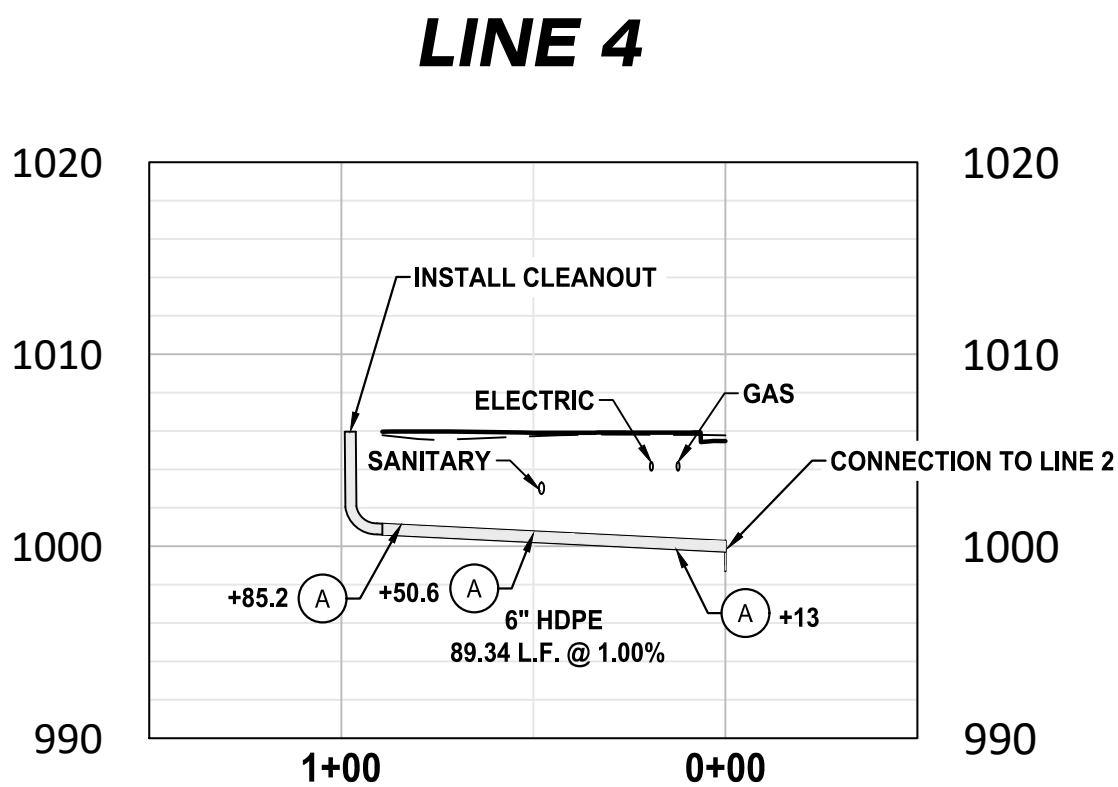 LINE 4
1020 1020
INSTALL CLEANOUT
1010 1010
ELECTRIC GAS
SANITARY CONNECTION TO LINE 2
1000 1000
+85.2 A +50.6 A A +13
6" HDPE
89.34 L.F. @ 1.00%
990 990
1+00 0+00